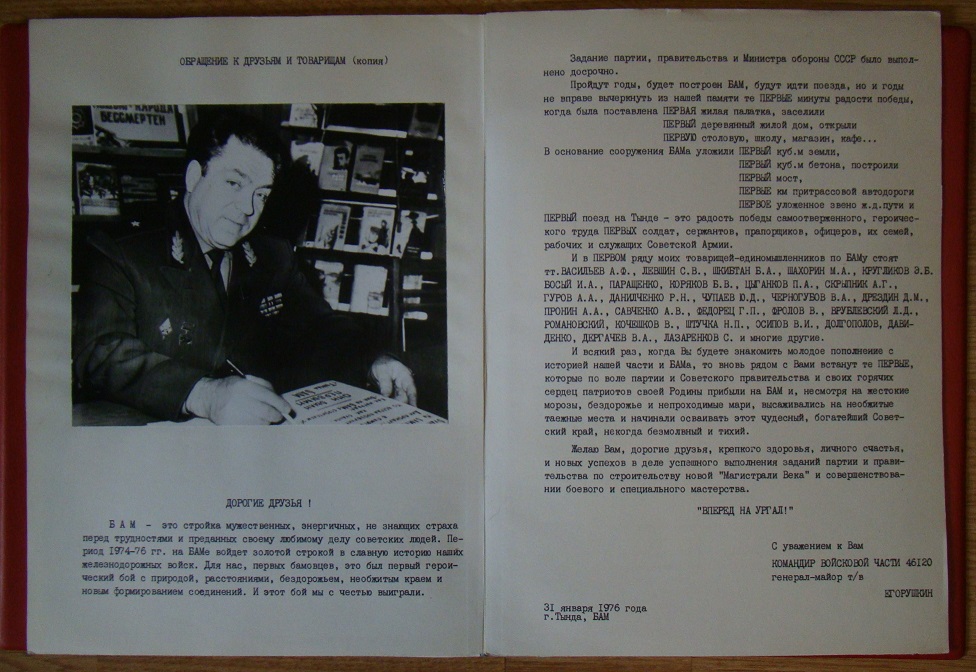 ОБРАЩЕНИЕ К ДРУЗЬЯМ И ТОВАРИЩАМ (копия)
НАРОДА
БЕССМЕРТЕН
ДОРОГИЕ ДРУЗЬЯ !
Б А М - это стройка мужественных, энергичных, не знающих страха
перед трудностями и преданных своему любимому делу советских людей. Пе-
риод 1974-76 гг. на БАМе войдет золотой строкой в славную историю наших
железнодорожных войск. Для нас, первых бамовцев, это был первый герои-
ческий бой с природой, расстояниями, бездорожьем, необжитым краем и
новым формированием соединений. И этот бой мы с честью выиграли.
Задание партии, правительства и Министра обороны СССР было выпол-
нено досрочно.
Пройдут годы, будет построен БАМ, будут идти поезда, но и годы
не вправе вычеркнуть из нашей памяти те ПЕРВЫЕ минуты радости победы,
когда была поставлена ПЕРВАЯ жилая палатка, заселили
ПЕРВЫЙ деревянный жилой дом, открыли
ПЕРВУЮ столовую, школу, магазин, кафе...
В основание сооружения БАМа уложили ПЕРВЫЙ куб.м земли,
ПЕРВЫЙ куб.м бетона, построили
ПЕРВЫЙ мост,
ПЕРВЫЕ км притрассовой автодороги
ПЕРВОЕ уложенное звено ж.д.пути и
ПЕРВЫЙ поезд на Тынде - это радость победы самоотверженного, героичес-
кого труда ПЕРВЫХ солдат, сержантов, прапорщиков, офицеров, их семей,
рабочих и служащих Советской Армии.
И в ПЕРВОМ ряду моих товарищей-единомышленников по БАМу стоят
тт.ВАСИЛЬЕВ А.Ф., ЛЕВШИН С.В., ШКИБТАН Б.А., ШАХОРИН М.А., КРУГЛИКОВ Э.Б.
БОСЫЙ И.А., ПАРАЩЕНКО, КОРЯКОВ Б.В., ЦЫГАНКОВ П.А., СКРЫПНИК А.Г.,
ГУРОВ А.А., ДАНИЛЧЕНКО Р.Н., ЧУПАЕВ Ю.Д., ЧЕРНОГУБОВ В.А., ДРЕЗДИН Д.М.,
ПРОНИН А.А., САВЧЕНКО А.В., ФЕДОРЕЦ Г.П., ФРОЛОВ В., ВРУБЛЕВСКИЙ Л.Д.,
РОМАНОВСКИЙ, КОЧЕШКОВ В., ШТУЧКА Н.П., ОСИПОВ В.И., ДОЛГОПОЛОВ, ДАВИ-
ДЕНКО, ДЕРГАЧЕВ В.А., ЛАЗАРЕНКОВ С. и многие другие.
И всякий раз, когда Вы будете знакомить молодое пополнение с
историей нашей части и БАМа, то вновь рядом с Вами встанут те ПЕРВЫЕ,
которые по воле партии и Советского правительства и своих горячих
сердец патриотов своей Родины прибыли на БАМ и, несмотря на жестокие
морозы, бездорожье и непроходимые мари, высаживались на необжитые
таежные места и начинали осваивать этот чудесный, богатейший Совет-
ский край, некогда безмолвный и тихий.
Желаю Вам, дорогие друзья, крепкого здоровья, личного счастья,
и новых успехов в деле успешного выполнения заданий партии и прави-
тельства по строительству новой "Магистрали Века" и совершенствова-
нии боевого и специального мастерства.
"ВПЕРЕД НА УРГАЛ!"
С уважением к Вам
КОМАНДИР ВОЙСКОВОЙ ЧАСТИ 46120
генерал-майор т/в
ЕГОРУШКИН
31 января 1976 года
г.Тында, БАМ